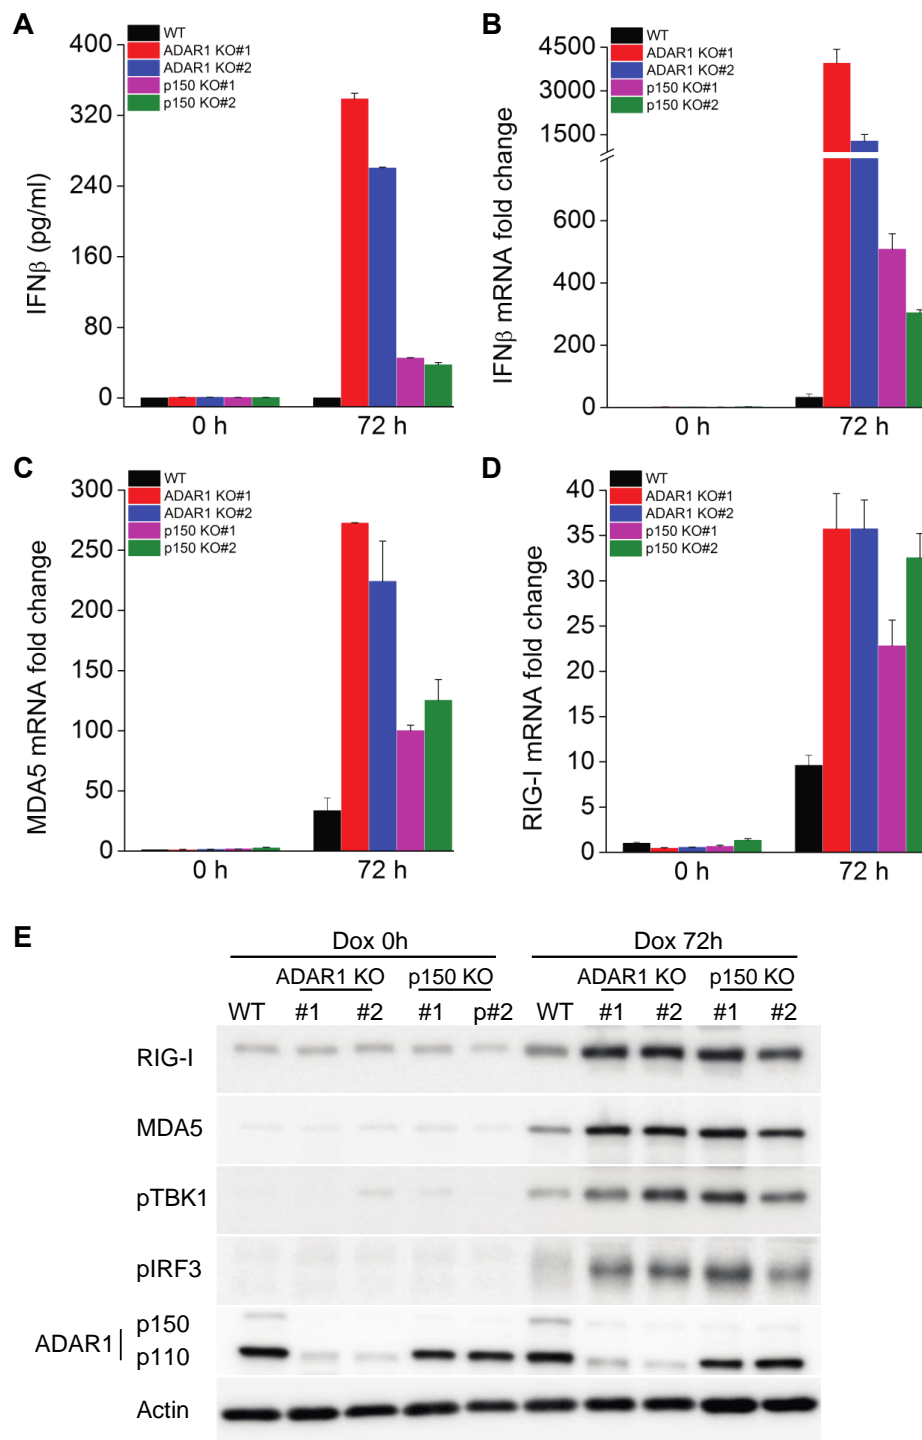 A
WT
ADAR1 KO#1
ADAR1 KO#2
p150 KO#1
p150 KO#2
IFNβ (pg/ml)
400
320
240
160
80
0
0 h
72 h
B
WT
ADAR1 KO#1
ADAR1 KO#2
p150 KO#1
p150 KO#2
IFNβ mRNA fold change
4500
3000
1500
600
400
200
0
0 h
72 h
C
WT
ADAR1 KO#1
ADAR1 KO#2
p150 KO#1
p150 KO#2
MDA5 mRNA fold change
300
250
200
150
100
50
0
0 h
72 h
D
WT
ADAR1 KO#1
ADAR1 KO#2
p150 KO#1
p150 KO#2
RIG-I mRNA fold change
40
35
30
25
20
15
10
5
0
0 h
72 h
E
Dox 0h
Dox 72h
ADAR1 KO p150 KO ADAR1 KO p150 KO
WT #1 #2 #1 p#2 WT #1 #2 #1 #2
RIG-I
MDA5
pTBK1
pIRF3
p150
ADAR1
p110
Actin